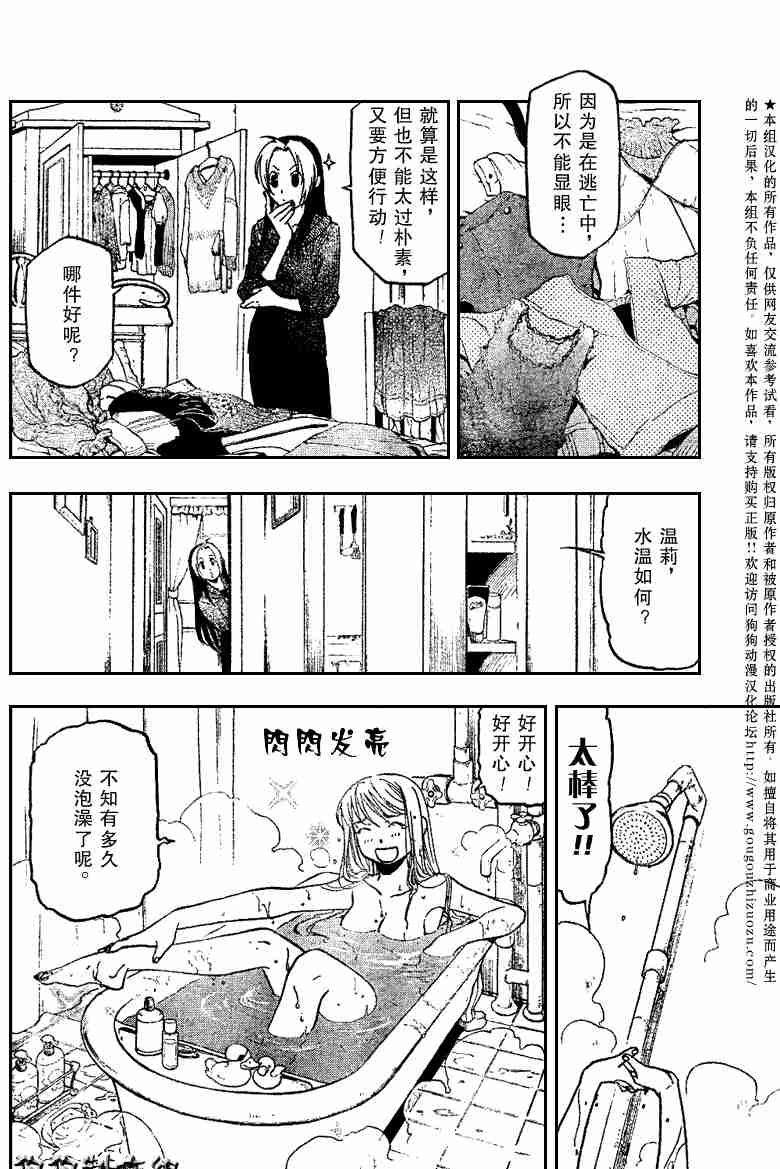 因为是在逃亡中，
所以不能显眼…
就算是这样，
但也不能太过朴素，
又要方便行动！
哪件好呢？
温莉，
水温如何？
太棒了!!
好开心！
好开心！
閃閃发亮
不知有多久
没泡澡了呢。
★本组汉化的所有作品，仅供网友交流参考试看，所有版权归原作者和被原作者授权的出版社所有．如擅自将其用于商业用途而产生
的一切后果，本组不负任何责任．如喜欢本作品，请支持购买正版!!欢迎访问狗狗动漫汉化论坛http://www.gougouzhizuozu.com/